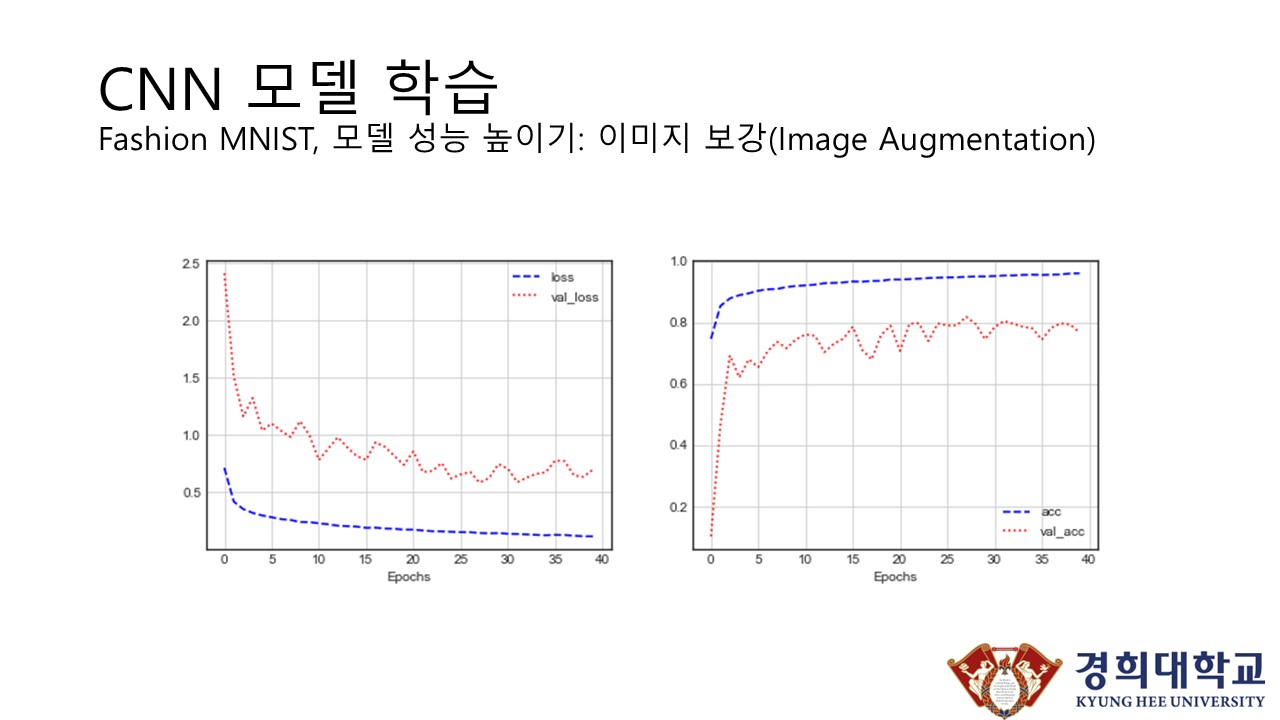 CNN 모델 학습
Fashion MNIST, 모델 성능 높이기: 이미지 보강(Image Augmentation)
2.5
2.0
1.5
1.0
0.5
loss
val_loss
0 5 10 15 20 25 30 35 40
Epochs
1.0
0.8
0.6
0.4
0.2
acc
val_acc
0 5 10 15 20 25 30 35 40
Epochs
경희대학교
KYUNG HEE UNIVERSITY